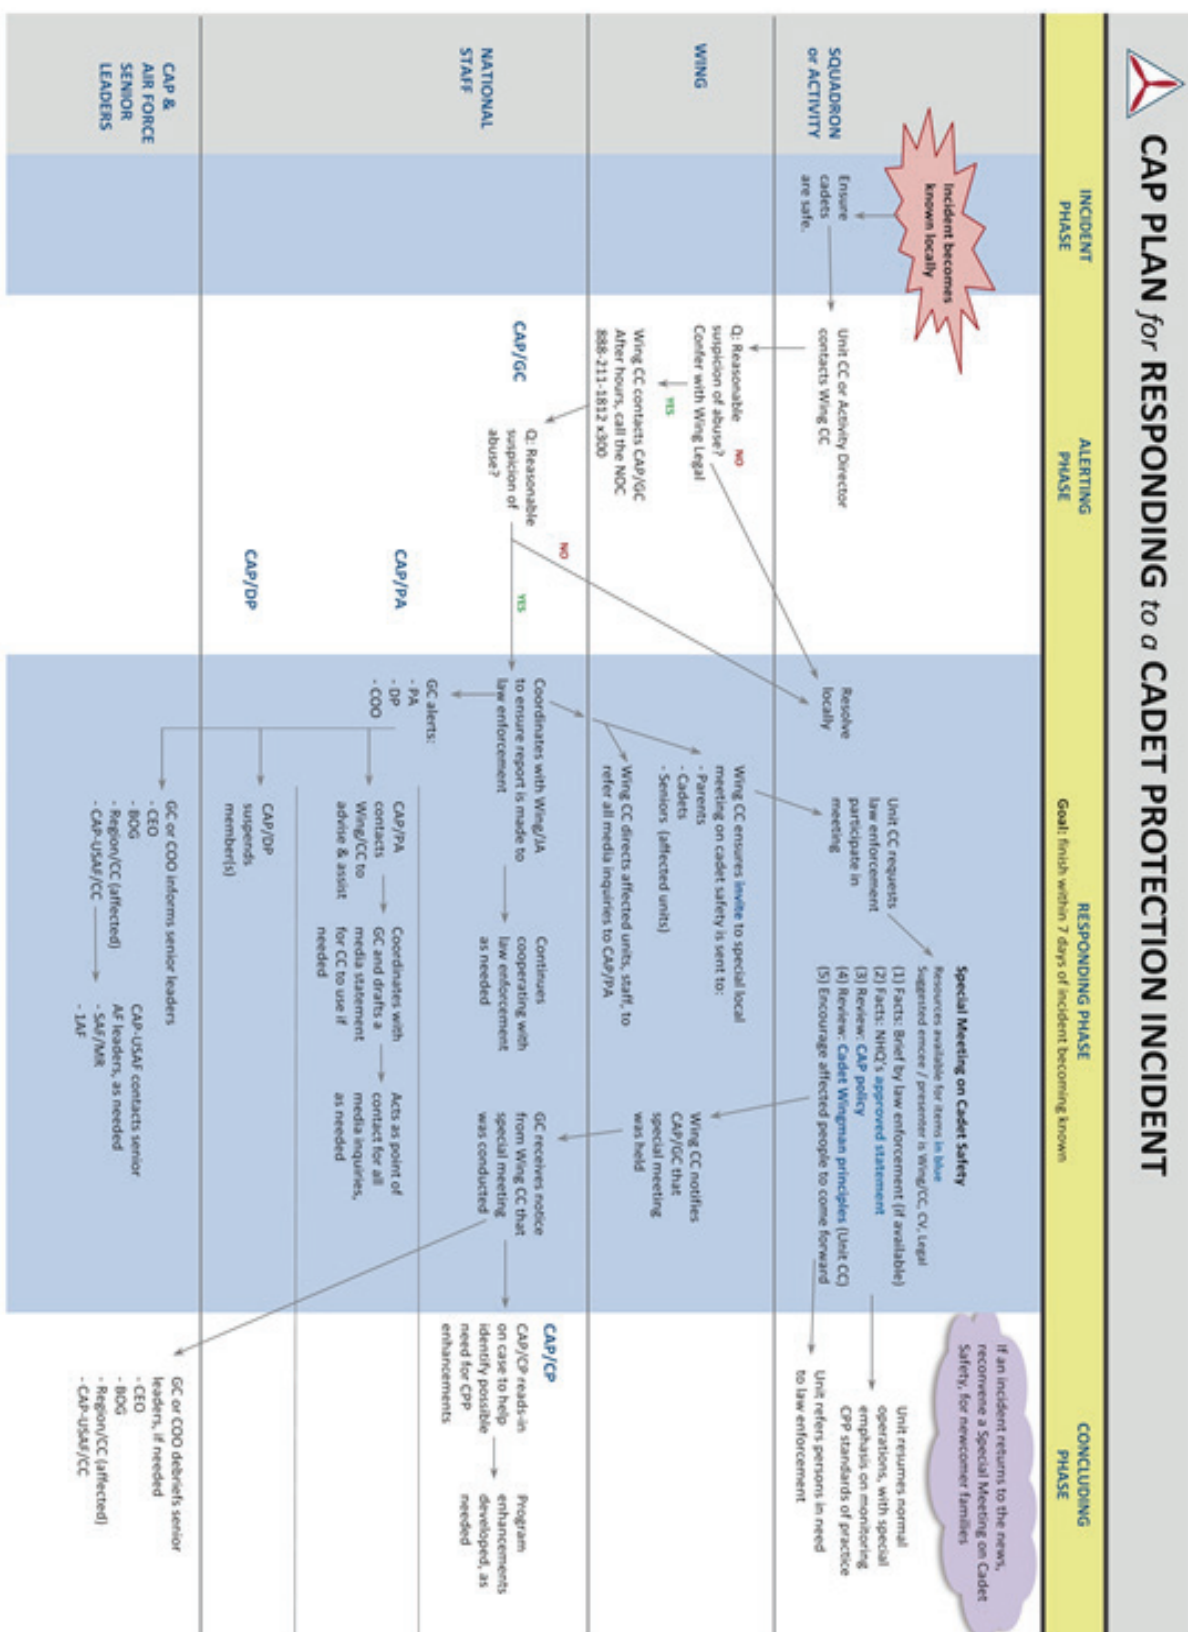 CAP PLAN for RESPONDING to a CADET PROTECTION INCIDENT
INCIDENT
PHASE
ALERTING
PHASE
RESPONDING PHASE
Goal: finish within 7 days of incident becoming known
CONCLUDING
PHASE
SQUADRON
or ACTIVITY
Incident becomes
known locally
Ensure
cadets
are safe.
Unit CC or Activity Director
contacts Wing CC
Resolve
locally
Unit CC requests
law enforcement
participate in
meeting
Special Meeting on Cadet Safety
Resources available for items in blue
Suggested emcee / presenter is Wing/CC, CV, Legal
(1) Facts: Brief by law enforcement (if available)
(2) Facts: NHQ's approved statement
(3) Review: CAP policy
(4) Review: Cadet Wingman principles (Unit CC)
(5) Encourage affected people to come forward
If an incident returns to the news,
reconvene a Special Meeting on Cadet
Safety, for newcomer families
Unit resumes normal
operations, with special
emphasis on monitoring
CPP standards of practice
Unit refers persons in need
to law enforcement
WING
Q: Reasonable
suspicion of abuse?
Confer with Wing Legal
NO
YES
Wing CC contacts CAP/GC
After hours, call the NOC
888-211-1812 x300
Wing CC ensures invite to special local
meeting on cadet safety is sent to:
- Parents
- Cadets
- Seniors (affected units)
Wing CC directs affected units, staff, to
refer all media inquiries to CAP/PA
Wing CC notifies
CAP/GC that
special meeting
was held
NATIONAL
STAFF
CAP/GC
Q: Reasonable
suspicion of
abuse?
NO
YES
Coordinates with Wing/JA
to ensure report is made to
law enforcement
Continues
cooperating with
law enforcement
as needed
GC receives notice
from Wing CC that
special meeting
was conducted
CAP/CP
CAP/CP reads-in
on case to help
identify possible
need for CPP
enhancements
Program
enhancements
developed, as
needed
GC alerts:
- PA
- DP
- COO
CAP/PA
CAP/PA
contacts
Wing/CC to
advise & assist
Coordinates with
GC and drafts a
media statement
for CC to use if
needed
Acts as point of
contact for all
media inquiries,
as needed
CAP/DP
CAP/DP
suspends
member(s)
CAP &
AIR FORCE
SENIOR
LEADERS
GC or COO informs senior leaders
- CEO
- BOG
- Region/CC (affected)
- CAP-USAF/CC
CAP-USAF contacts senior
AF leaders, as needed
- SAF/MR
- 1AF
GC or COO debriefs senior
leaders, if needed
- CEO
- BOG
- Region/CC (affected)
- CAP-USAF/CC